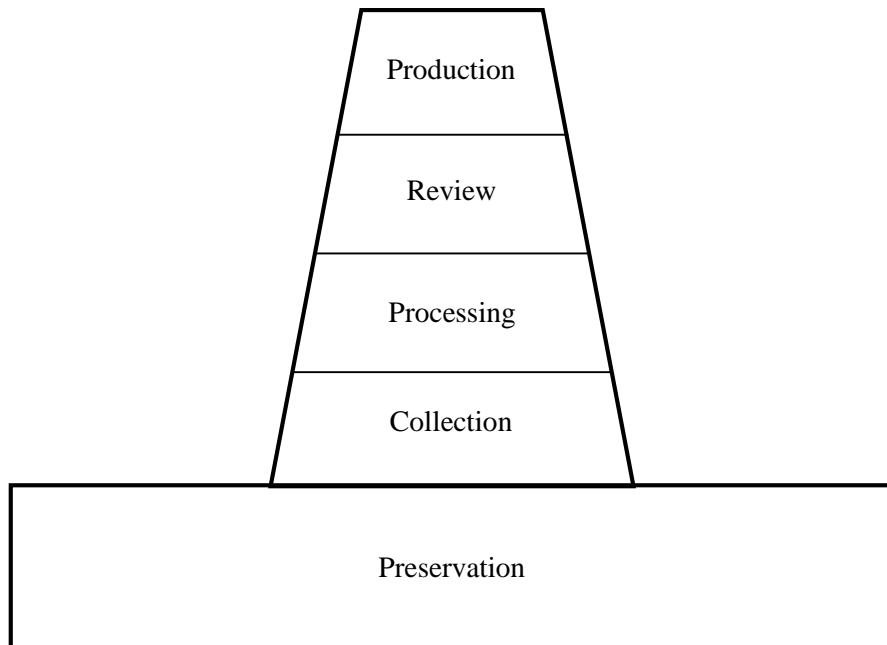 Production
Review
Processing
Collection
Preservation